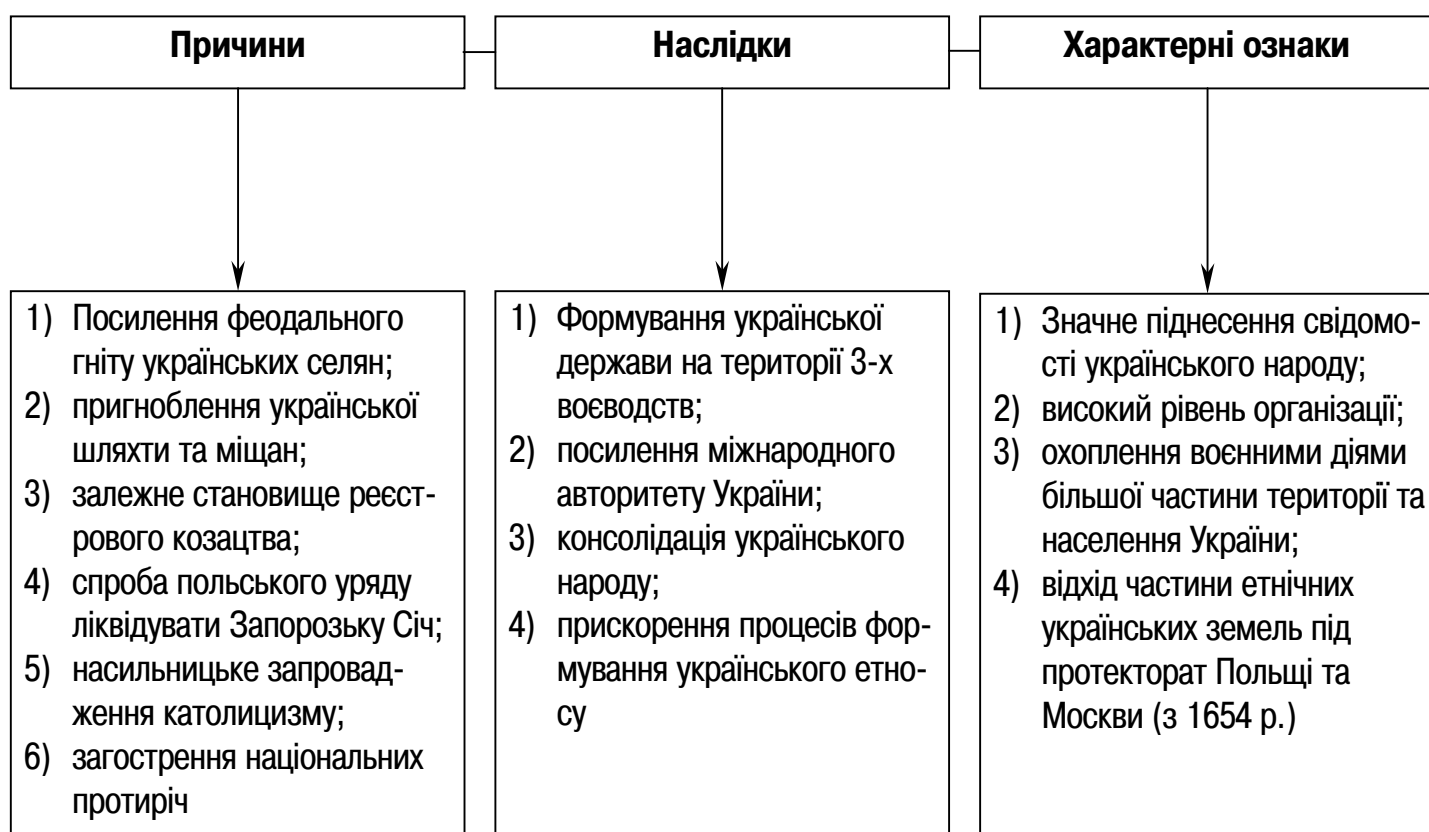 Причини
Наслідки
Характерні ознаки
1) Посилення феодального
гніту українських селян;
2) пригноблення української
шляхти та міщан;
3) залежне становище реєст-
рового козацтва;
4) спроба польського уряду
ліквідувати Запорозьку Січ;
5) насильницьке запровад-
ження католицизму;
6) загострення національних
протиріч
1) Формування української
держави на території 3-х
воєводств;
2) посилення міжнародного
авторитету України;
3) консолідація українського
народу;
4) прискорення процесів фор-
мування українського етно-
су
1) Значне піднесення свідомо-
сті українського народу;
2) високий рівень організації;
3) охоплення воєнними діями
більшої частини території та
населення України;
4) відхід частини етнічних
українських земель під
протекторат Польщі та
Москви (з 1654 р.)